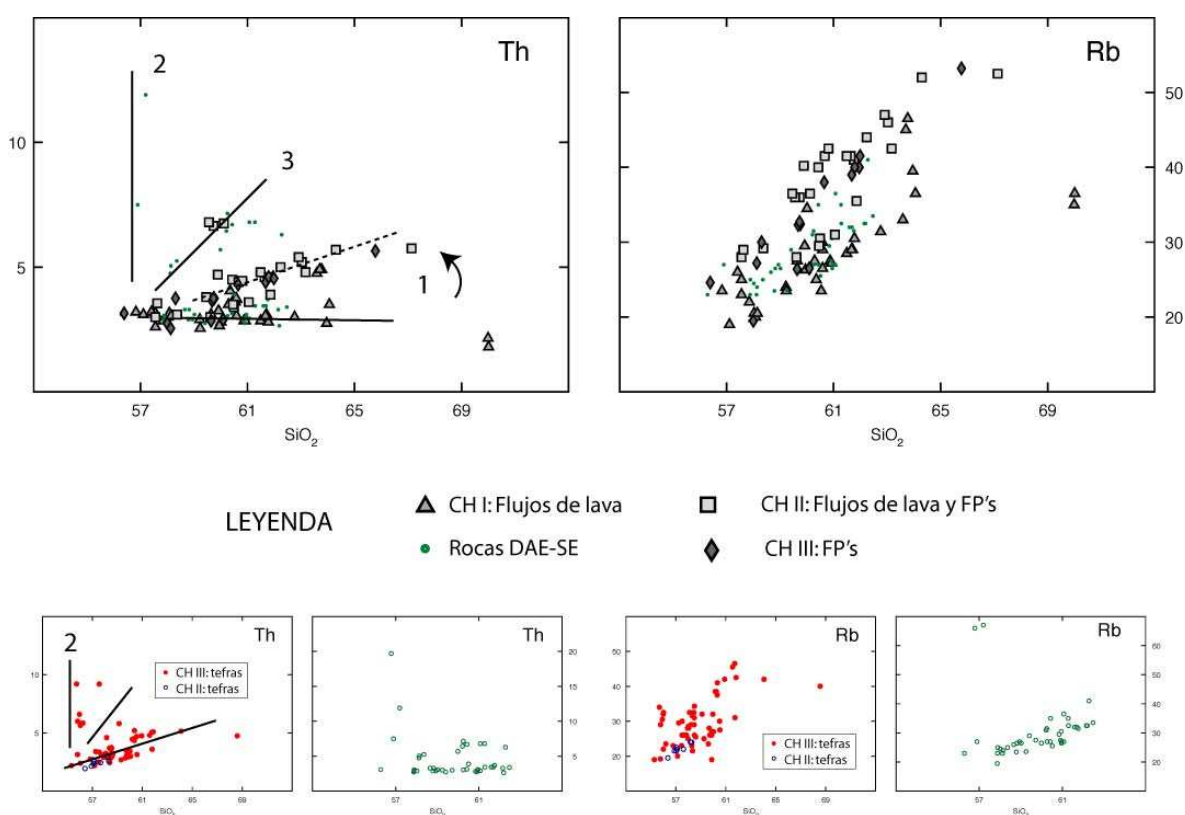 Th
2
3
1
10
5
57
61
65
69
SiO2
Rb
50
40
30
20
57
61
65
69
SiO2
LEYENDA
CH I: Flujos de lava
CH II: Flujos de lava y FP's
Rocas DAE-SE
CH III: FP's
Th
2
CH III: tefras
CH II: tefras
10
5
57
61
65
69
SiO2
Th
20
15
10
5
57
61
SiO2
Rb
50
40
30
20
CH III: tefras
CH II: tefras
57
61
65
69
SiO2
Rb
60
50
40
30
20
57
61
SiO2